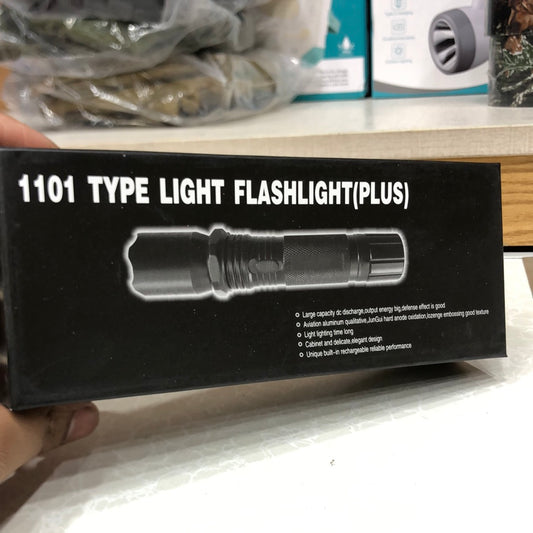 1101 TYPE LIGHT FLASHLIGHT(PLUS)
Large capacity dc discharge,output energy big,defense effect is good
Aviation aluminum qualitative,JunGui hard anode oxidation,lozenge embossing good texture
Light lighting time long
Cabinet and delicate,elegant design
Unique built-in rechargeable reliable performance